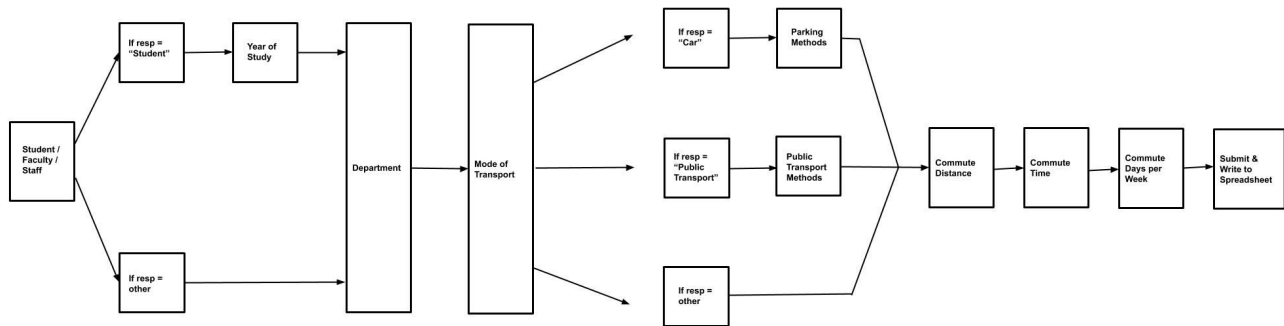 If resp =
“Student”
Year of
Study
Student /
Faculty /
Staff
If resp =
other
Department
Mode of
Transport
If resp =
“Car”
Parking
Methods
If resp =
“Public
Transport”
Public
Transport
Methods
If resp =
other
Commute
Distance
Commute
Time
Commute
Days per
Week
Submit &
Write to
Spreadsheet